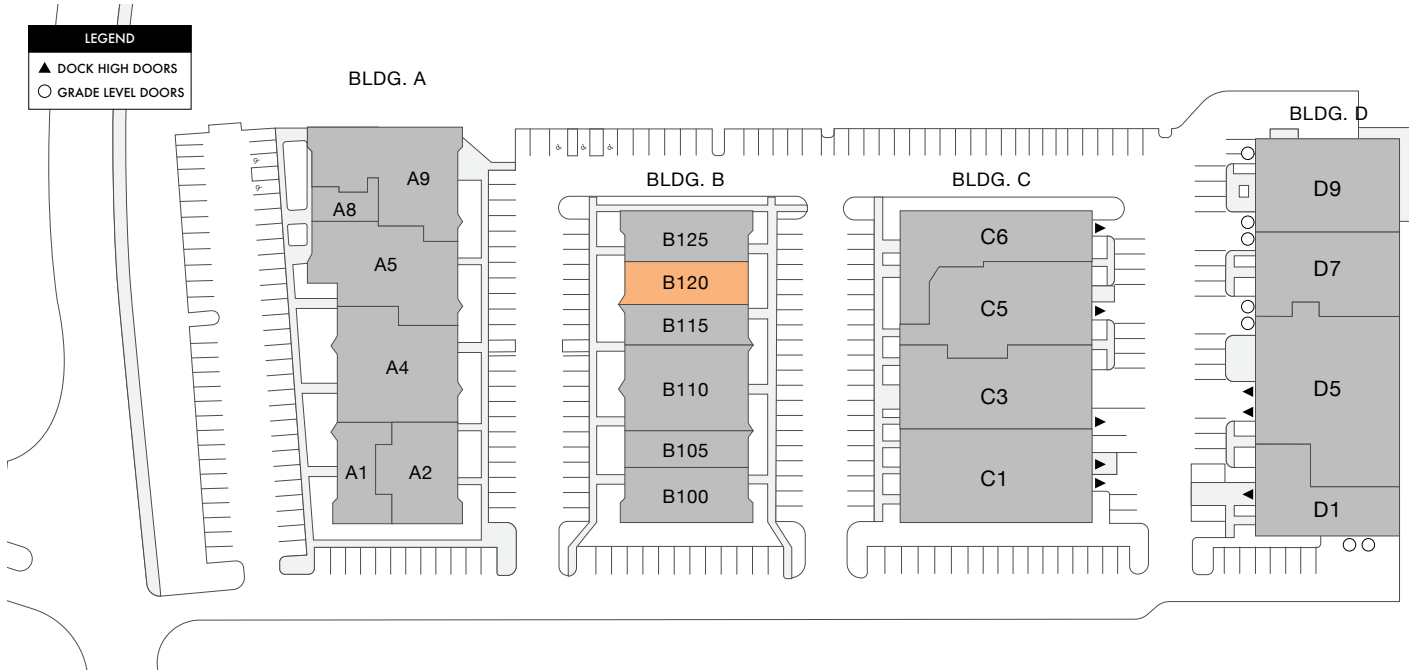 LEGEND
▲ DOCK HIGH DOORS
○ GRADE LEVEL DOORS
BLDG. A
BLDG. B
BLDG. C
BLDG. D
A9
A8
A5
A4
A1
A2
B125
B120
B115
B110
B105
B100
C6
C5
C3
C1
D9
D7
D5
D1